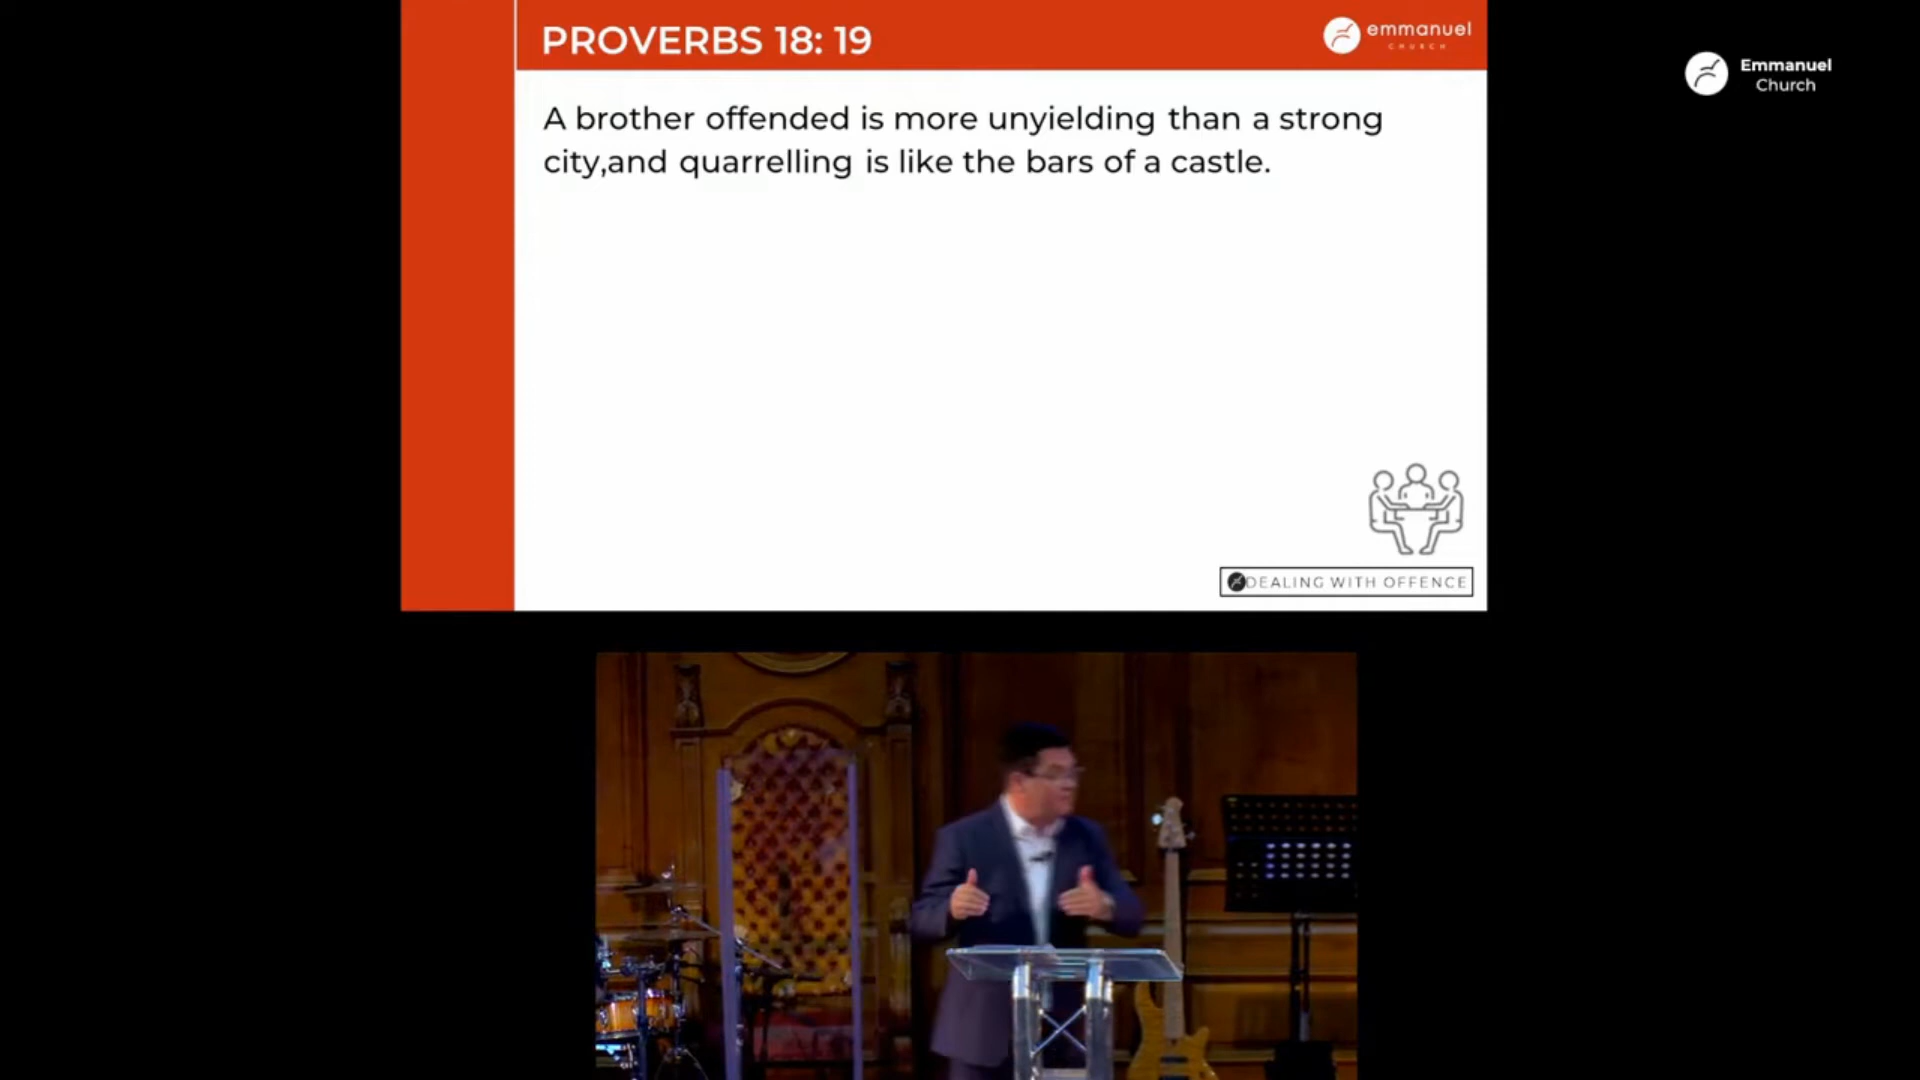 PROVERBS 18: 19
emmanuel
CHURCH
Emmanuel
Church
A brother offended is more unyielding than a strong
city,and quarrelling is like the bars of a castle.
DEALING WITH OFFENCE